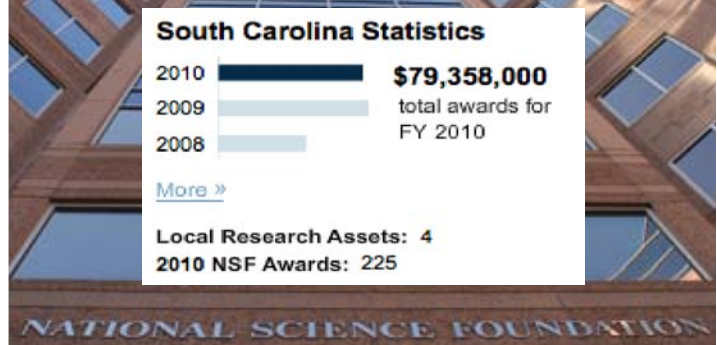 South Carolina Statistics
2010
$79,358,000
2009
total awards for
FY 2010
2008
More »
Local Research Assets: 4
2010 NSF Awards: 225
NATIONAL SCIENCE FOUNDATION